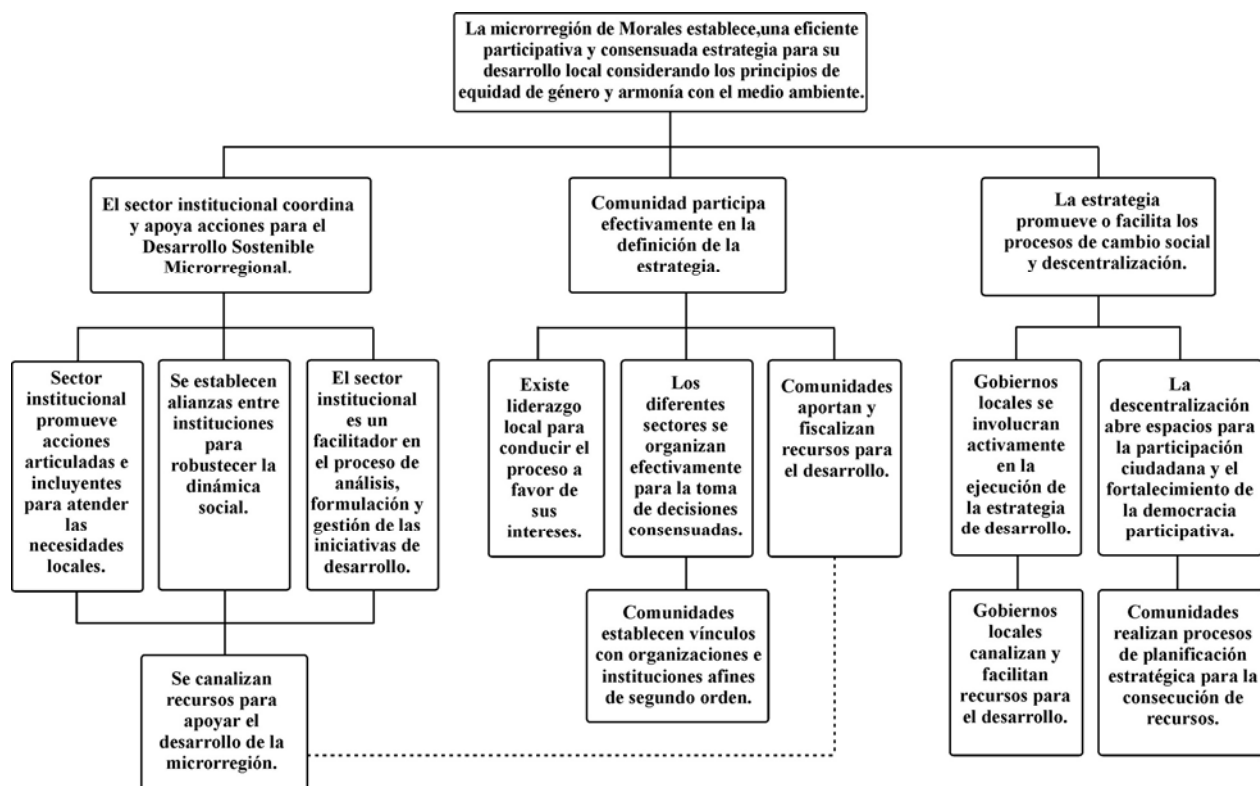 La microrregión de Morales establece,una eficiente
participativa y consensuada estrategia para su
desarrollo local considerando los principios de
equidad de género y armonía con el medio ambiente.
El sector institucional coordina
y apoya acciones para el
Desarrollo Sostenible
Microrregional.
Comunidad participa
efectivamente en la
definición de la
estrategia.
La estrategia
promueve o facilita los
procesos de cambio social
y descentralización.
Sector
institucional
promueve
acciones
articuladas e
incluyentes
para atender
las
necesidades
locales.
Se establecen
alianzas entre
instituciones
para
robustecer la
dinámica
social.
El sector
institucional
es un
facilitador en
el proceso de
análisis,
formulación y
gestión de las
iniciativas de
desarrollo.
Existe
liderazgo
local para
conducir el
proceso a
favor de
sus
intereses.
Los
diferentes
sectores se
organizan
efectivamente
para la toma
de decisiones
consensuadas.
Comunidades
aportan y
fiscalizan
recursos para
el desarrollo.
Gobiernos
locales se
involucran
activamente
en la
ejecución de
la estrategia
de desarrollo.
La
descentralización
abre espacios para
la participación
ciudadana y el
fortalecimiento de
la democracia
participativa.
Se canalizan
recursos para
apoyar el
desarrollo de la
microrregión.
Comunidades
establecen vínculos
con organizaciones e
instituciones afines
de segundo orden.
Gobiernos
locales
canalizan y
facilitan
recursos para
el desarrollo.
Comunidades
realizan procesos
de planificación
estratégica para la
consecución de
recursos.